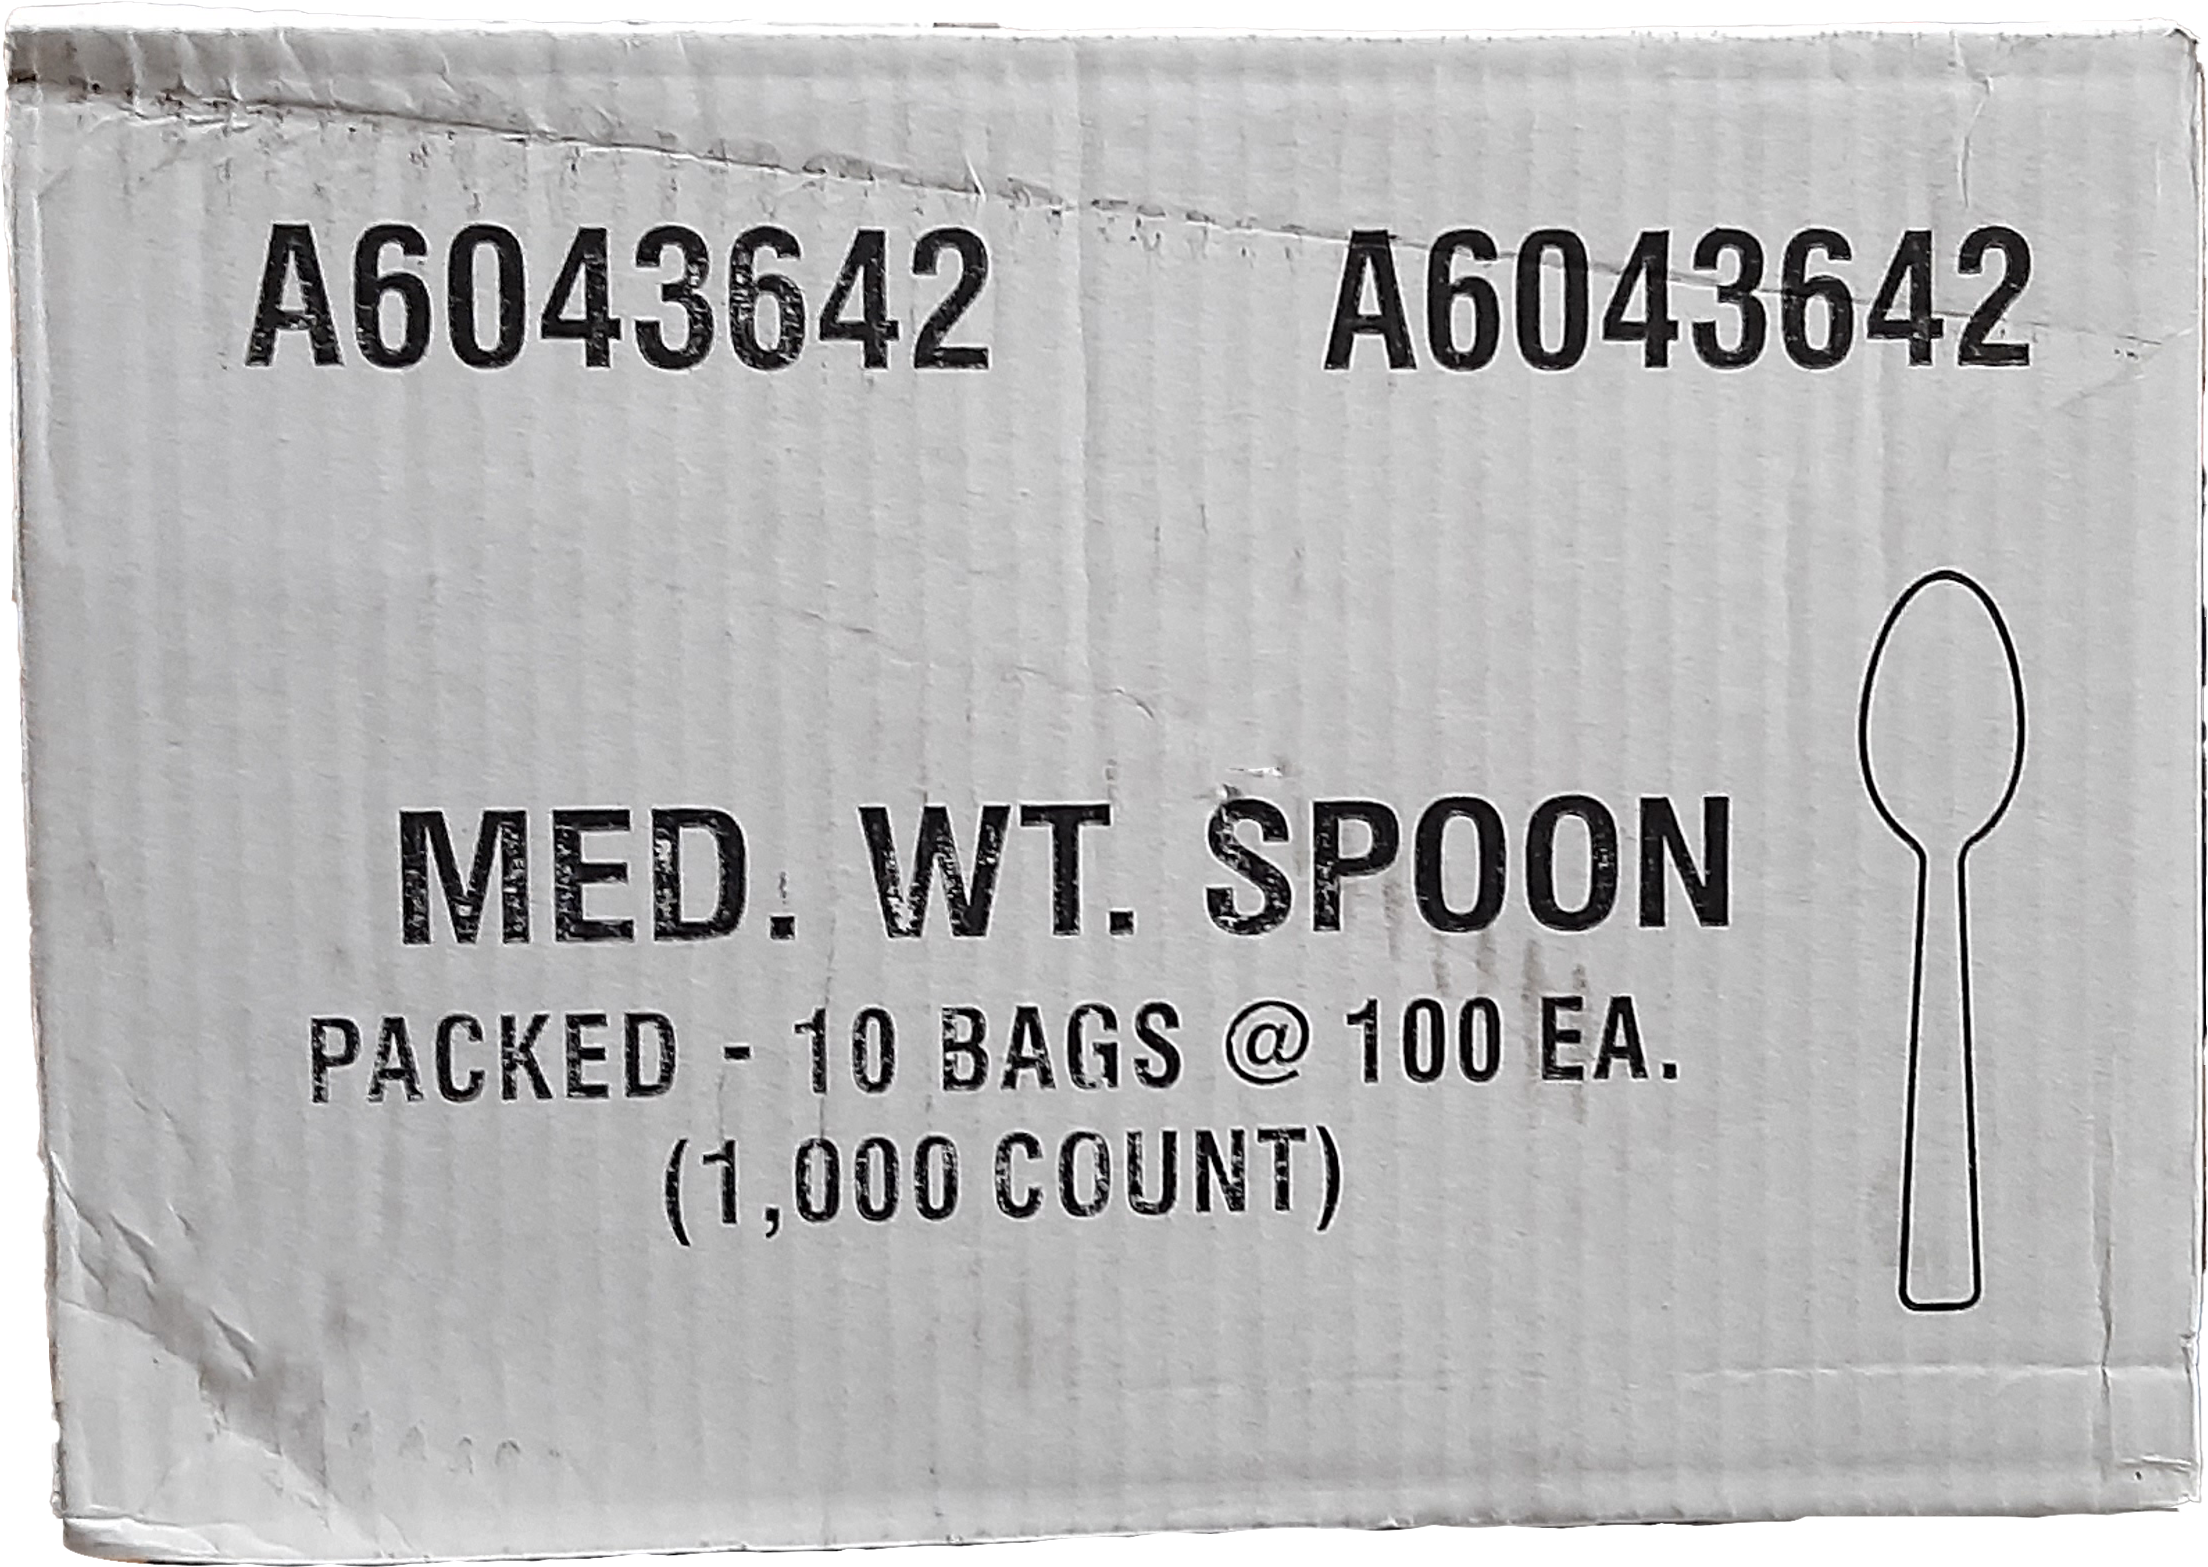 A6043642 A6043642
MED. WT. SPOON
PACKED - 10 BAGS @ 100 EA.
(1,000 COUNT)